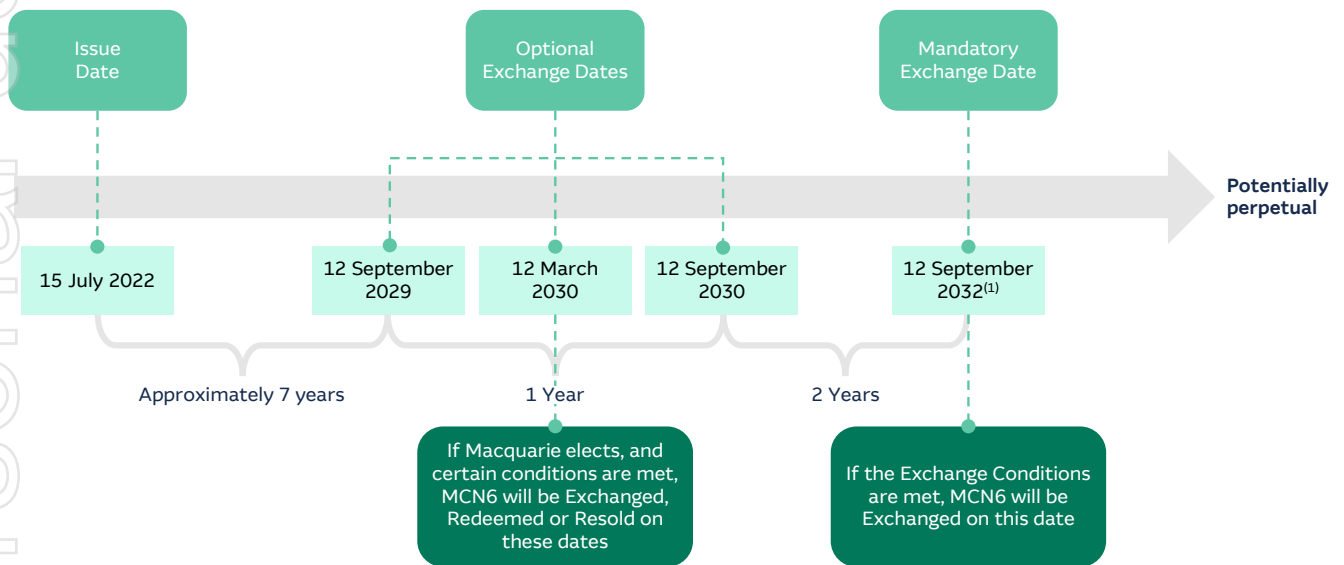 Issue
Date
Optional
Exchange Dates
Mandatory
Exchange Date
Potentially
perpetual
15 July 2022
12 September
2029
12 March
2030
12 September
2030
12 September
2032(1)
Approximately 7 years
1 Year
2 Years
If Macquarie elects, and
certain conditions are met,
MCN6 will be Exchanged,
Redeemed or Resold on
these dates
If the Exchange Conditions
are met, MCN6 will be
Exchanged on this date